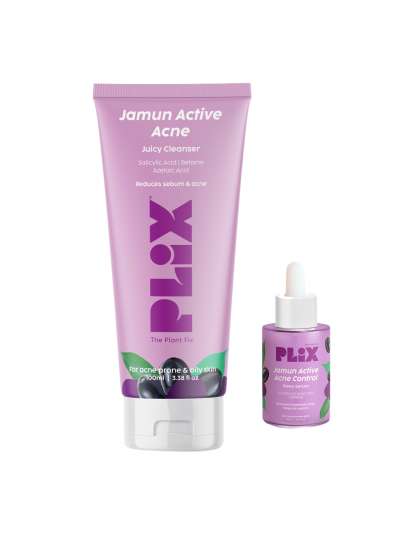 Jamun Active
Acne
Juicy Cleanser
Salicylic Acid | Betaine
Azelaic Acid
Reduces sebum & acne
PLiX
The Plant Fix
For acne prone & oily skin
100ml | 3.38 fl oz
PLiX
Jamun Active
Acne Control